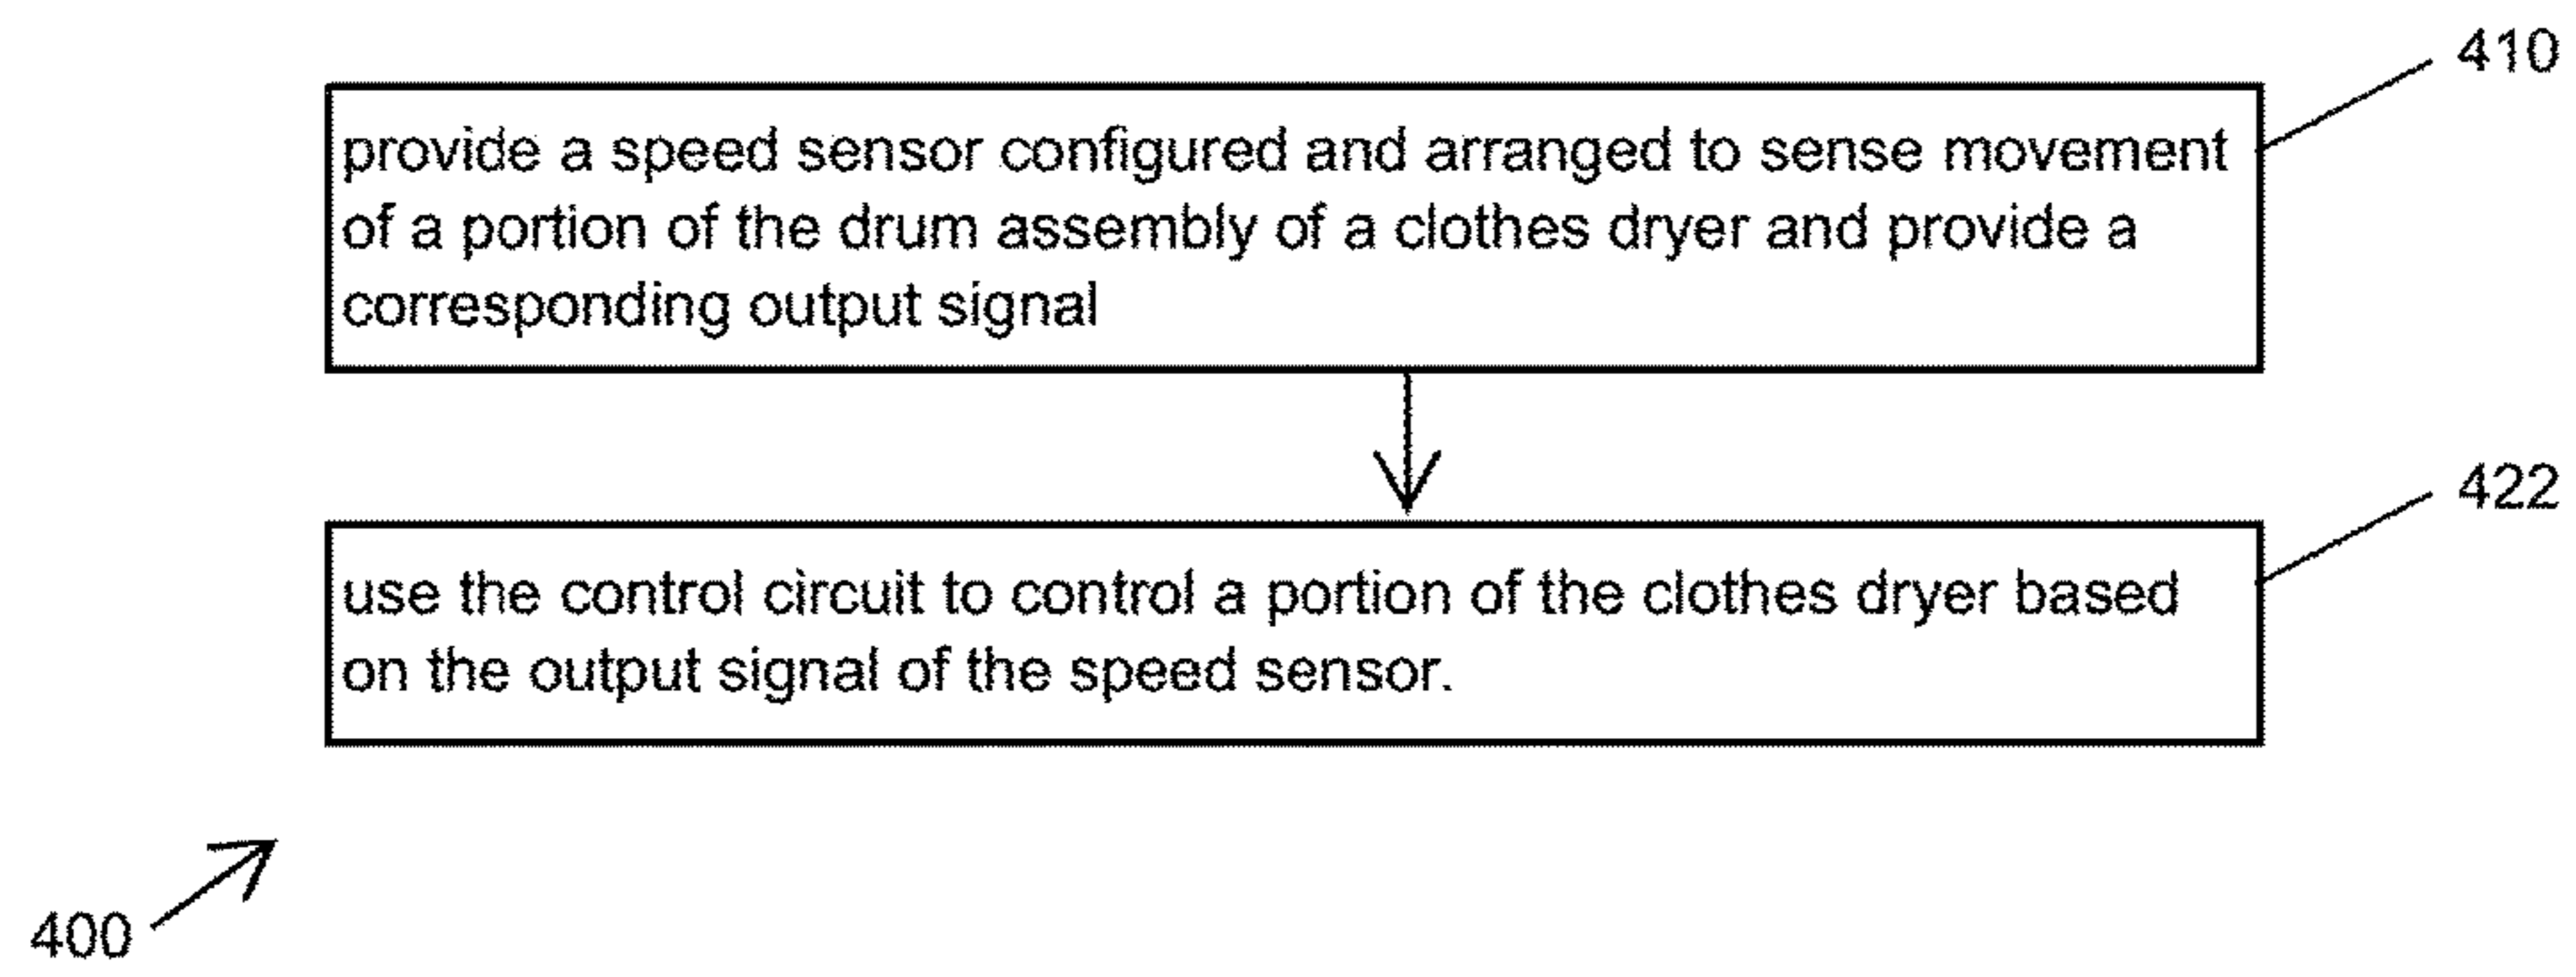 410
provide a speed sensor configured and arranged to sense movement
of a portion of the drum assembly of a clothes dryer and provide a
corresponding output signal
422
use the control circuit to control a portion of the clothes dryer based
on the output signal of the speed sensor.
400